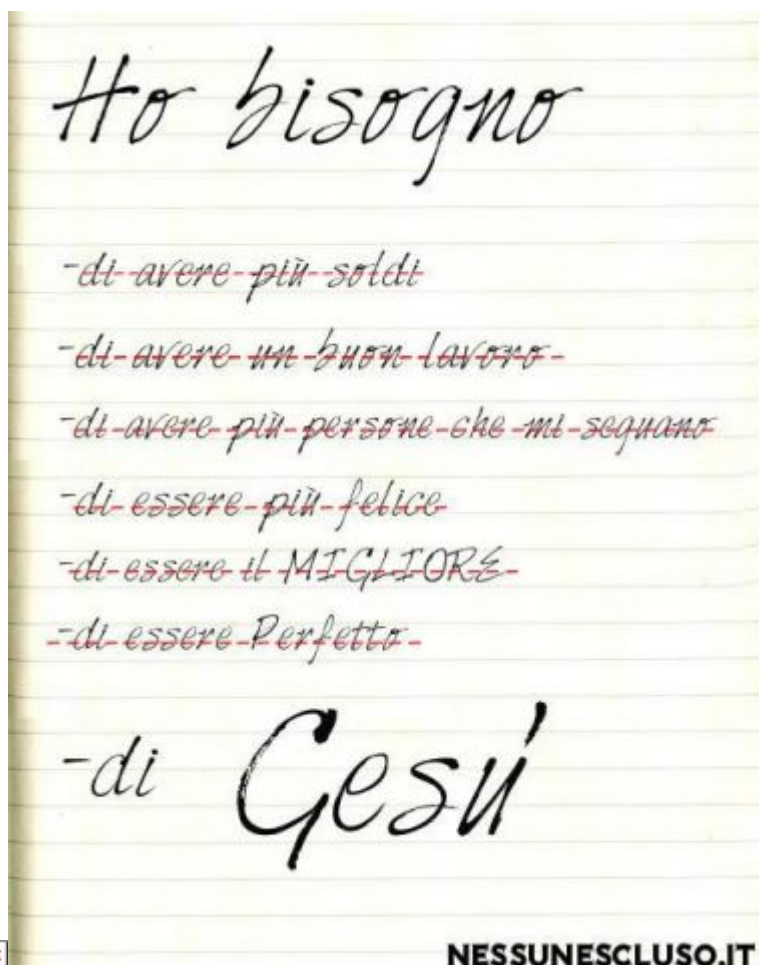 Ho bisogno
-di avere più soldi
-di avere un buon lavoro
-di avere più persone che mi seguano
-di essere più felice
-di essere il MIGLIORE
-di essere Perfetto
-di Gesú
NESSUNESCLUSO.IT